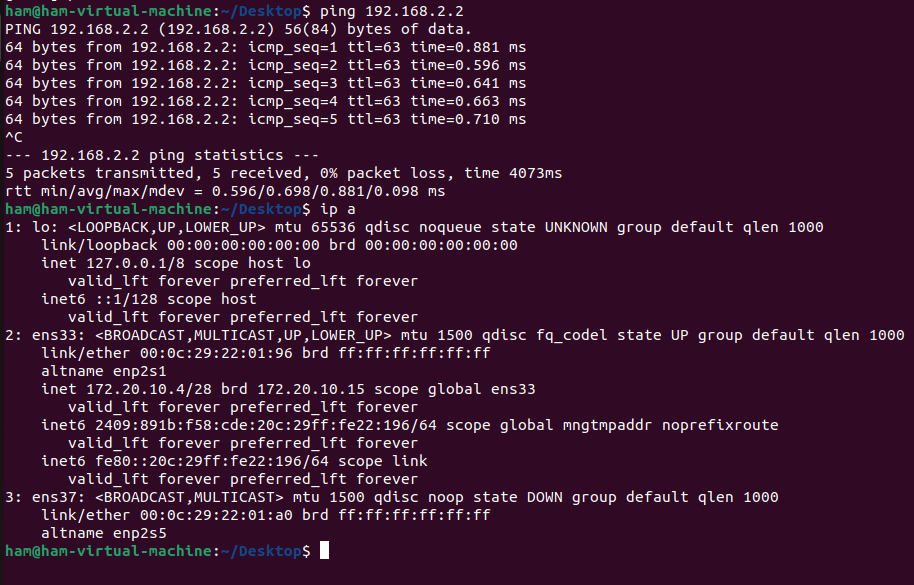 ham@ham-virtual-machine:~/Desktop$ ping 192.168.2.2
PING 192.168.2.2 (192.168.2.2) 56(84) bytes of data.
64 bytes from 192.168.2.2: icmp_seq=1 ttl=63 time=0.881 ms
64 bytes from 192.168.2.2: icmp_seq=2 ttl=63 time=0.596 ms
64 bytes from 192.168.2.2: icmp_seq=3 ttl=63 time=0.641 ms
64 bytes from 192.168.2.2: icmp_seq=4 ttl=63 time=0.663 ms
64 bytes from 192.168.2.2: icmp_seq=5 ttl=63 time=0.710 ms
^C
--- 192.168.2.2 ping statistics ---
5 packets transmitted, 5 received, 0% packet loss, time 4073ms
rtt min/avg/max/mdev = 0.596/0.698/0.881/0.098 ms
ham@ham-virtual-machine:~/Desktop$ ip a
1: lo: <LOOPBACK,UP,LOWER_UP> mtu 65536 qdisc noqueue state UNKNOWN group default qlen 1000
    link/loopback 00:00:00:00:00:00 brd 00:00:00:00:00:00
    inet 127.0.0.1/8 scope host lo
       valid_lft forever preferred_lft forever
    inet6 ::1/128 scope host
       valid_lft forever preferred_lft forever
2: ens33: <BROADCAST,MULTICAST,UP,LOWER_UP> mtu 1500 qdisc fq_codel state UP group default qlen 1000
    link/ether 00:0c:29:22:01:96 brd ff:ff:ff:ff:ff:ff
    altname enp2s1
    inet 172.20.10.4/28 brd 172.20.10.15 scope global ens33
       valid_lft forever preferred_lft forever
    inet6 2409:891b:f58:cde:20c:29ff:fe22:196/64 scope global mngtmpaddr noprefixroute
       valid_lft forever preferred_lft forever
    inet6 fe80::20c:29ff:fe22:196/64 scope link
       valid_lft forever preferred_lft forever
3: ens37: <BROADCAST,MULTICAST> mtu 1500 qdisc noop state DOWN group default qlen 1000
    link/ether 00:0c:29:22:01:a0 brd ff:ff:ff:ff:ff:ff
    altname enp2s5
ham@ham-virtual-machine:~/Desktop$